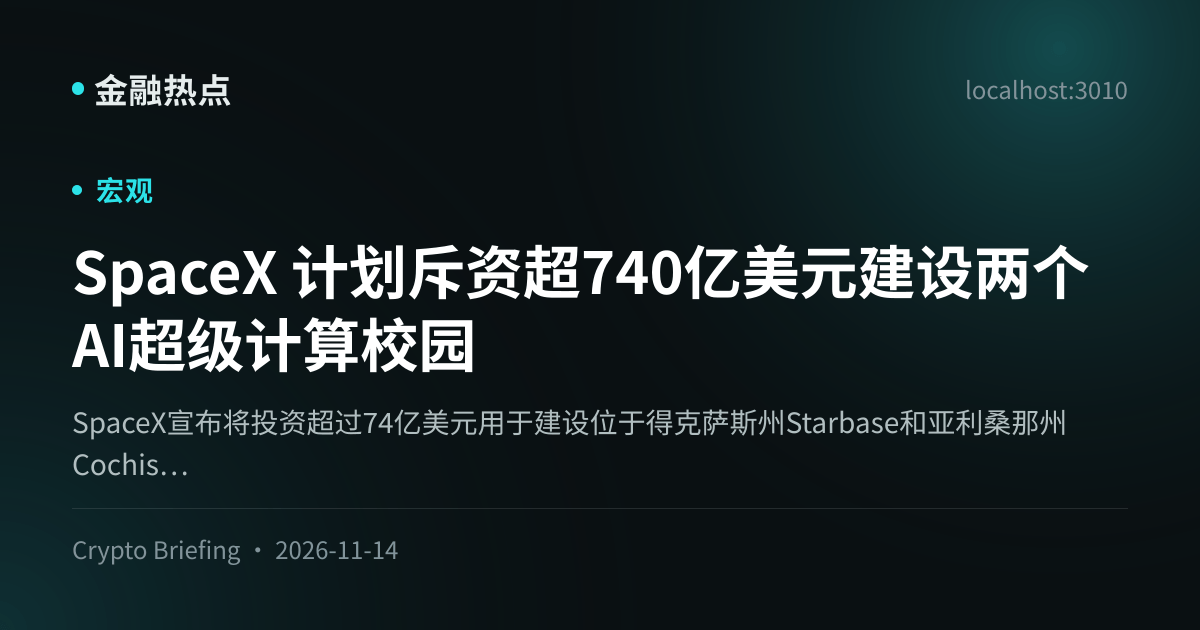 金融热点
localhost:3010
宏观
SpaceX 计划斥资超740亿美元建设两个
AI超级计算校园
SpaceX宣布将投资超过74亿美元用于建设位于得克萨斯州Starbase和亚利桑那州
Cochis…
Crypto Briefing · 2026-11-14